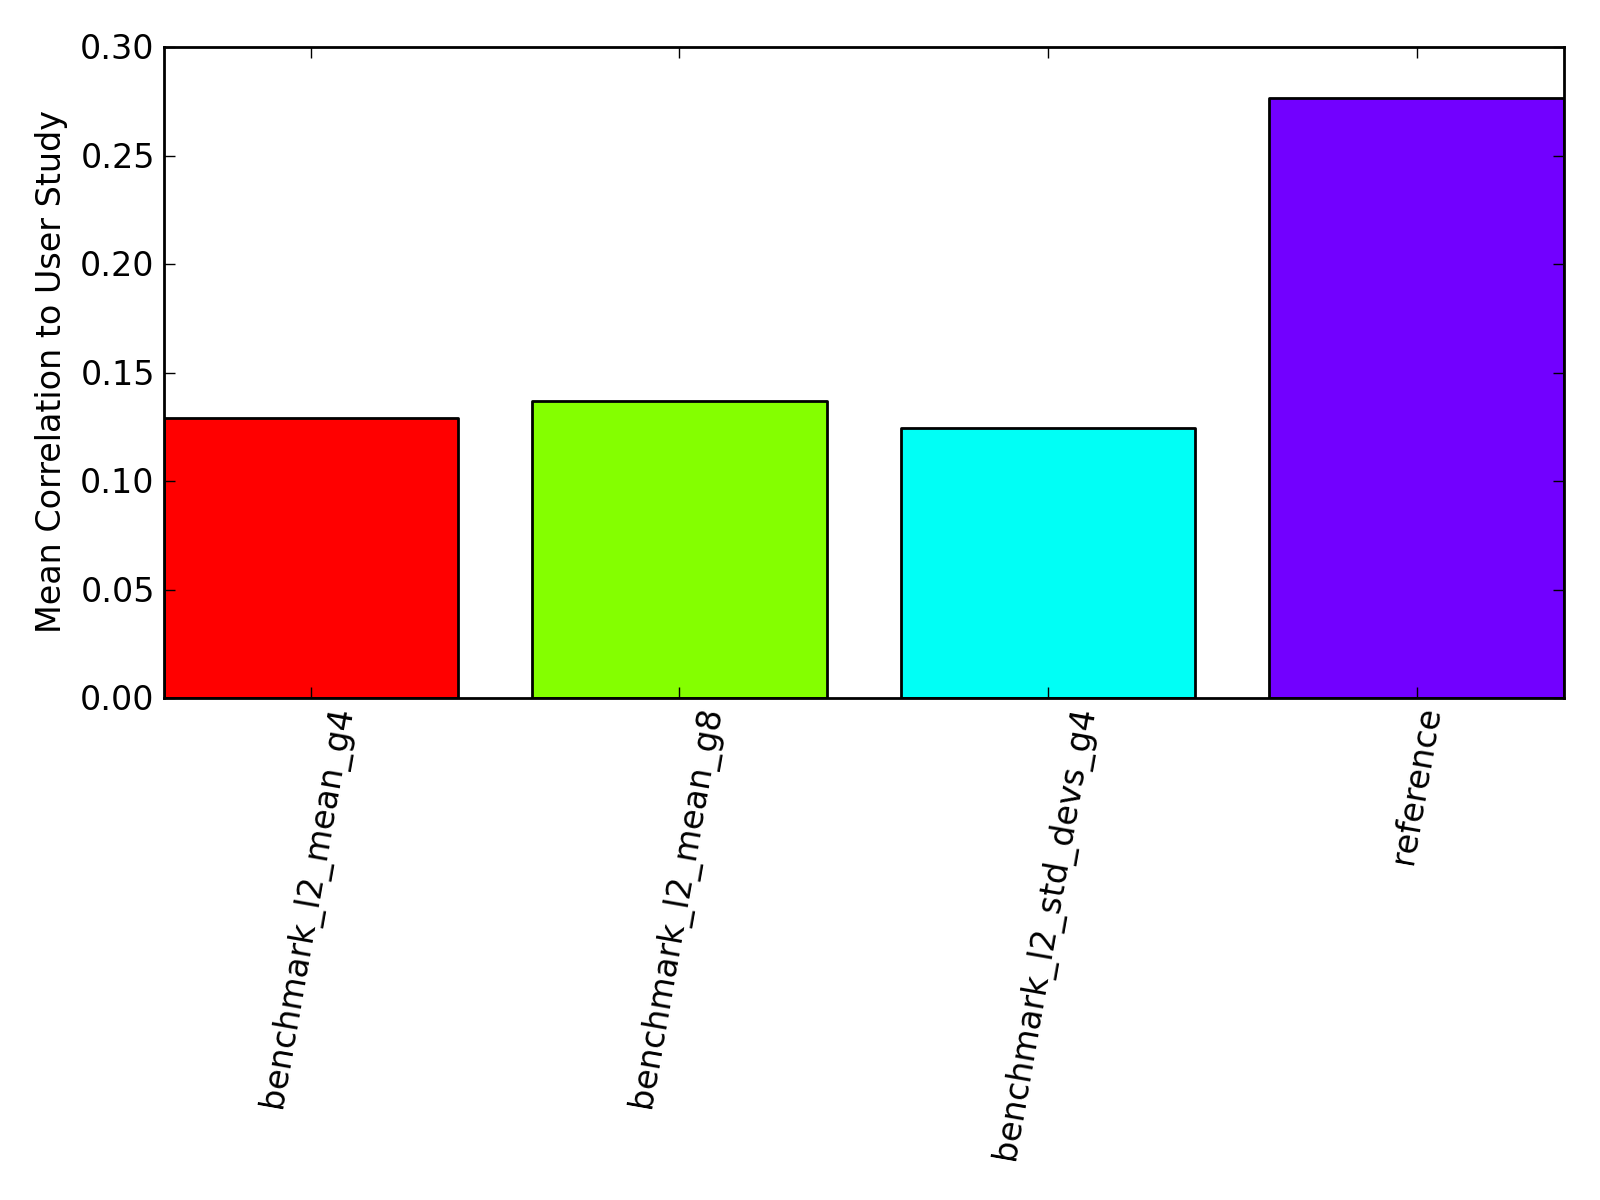 Mean Correlation to User Study
0.30
0.25
0.20
0.15
0.10
0.05
0.00
benchmark_l2_mean_g4
benchmark_l2_mean_g8
benchmark_l2_std_devs_g4
reference